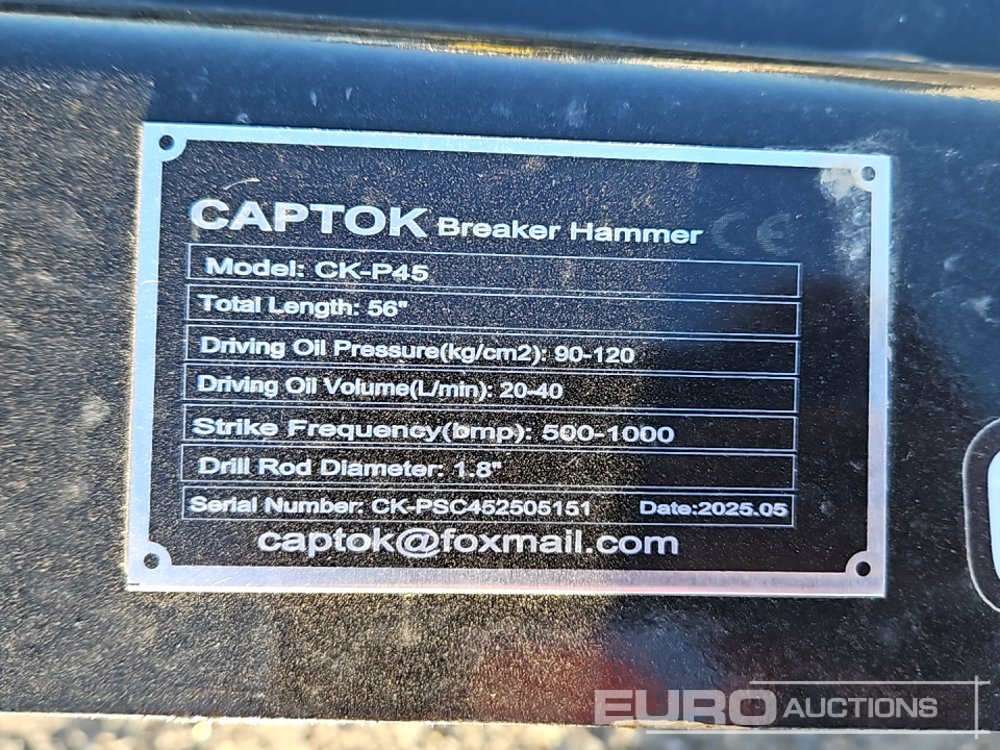 CAPTOK Breaker Hammer CE
Model: CK-P45
Total Length: 56"
Driving Oil Pressure(kg/cm2): 90-120
Driving Oil Volume(L/min): 20-40
Strike Frequency(bmp): 500-1000
Drill Rod Diameter: 1.8"
Serial Number: CK-PSC452505151 Date:2025.05
captok@foxmail.com
EURO AUCTIONS